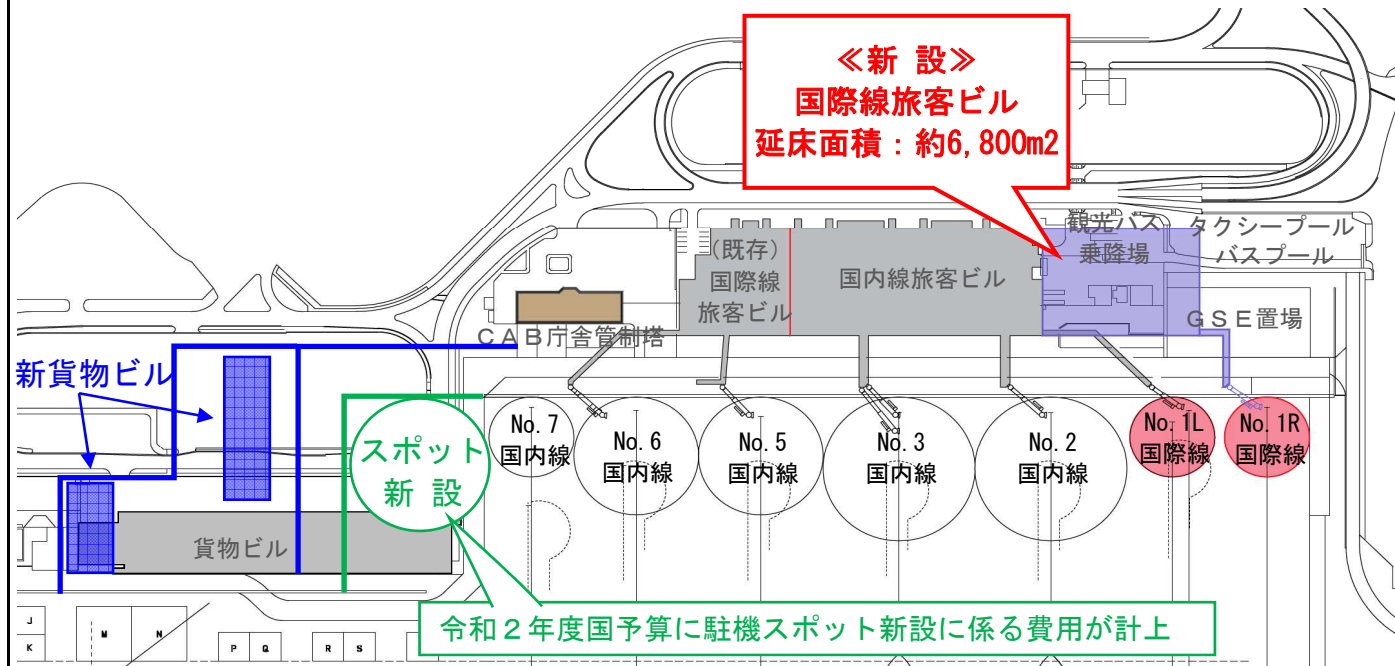 ≪新 設≫
国際線旅客ビル
延床面積：約6,800m2
観光バス
乗降場
タクシープール
バスプール
（既存）
国際線
旅客ビル
国内線旅客ビル
GSE置場
CAB庁舎管制塔
新貨物ビル
スポット
新 設
No.7
国内線
No.6
国内線
No.5
国内線
No.3
国内線
No.2
国内線
No.1L
国際線
No.1R
国際線
貨物ビル
令和２年度国予算に駐機スポット新設に係る費用が計上
J
K
M
N
P
Q
R
S